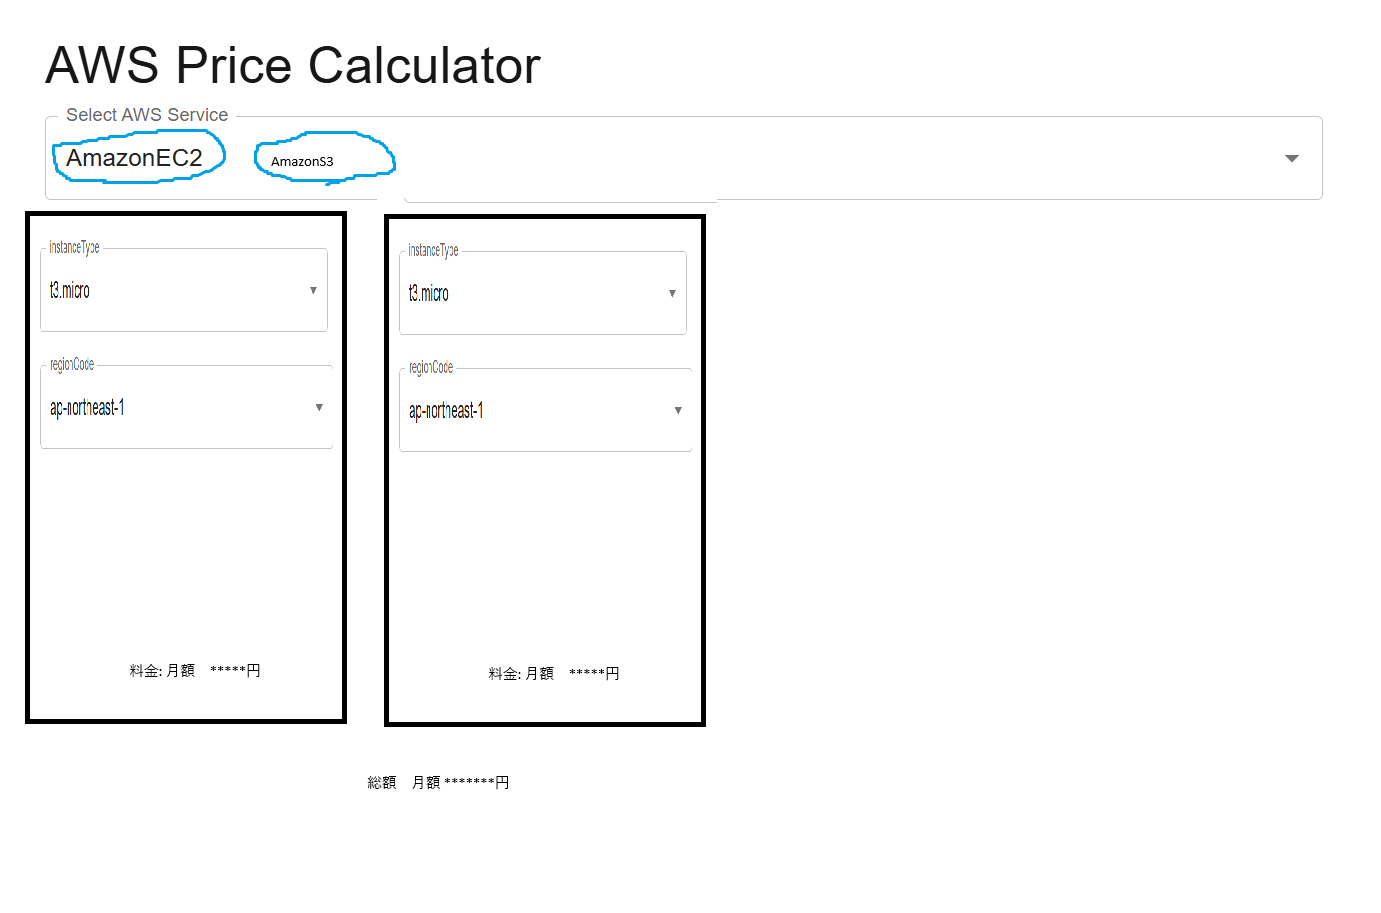 AWS Price Calculator
Select AWS Service
AmazonEC2 AmazonS3
instanceType
t3.micro
regionCode
ap-northeast-1
料金: 月額　*****円
instanceType
t3.micro
regionCode
ap-northeast-1
料金: 月額　*****円
総額　月額 *******円